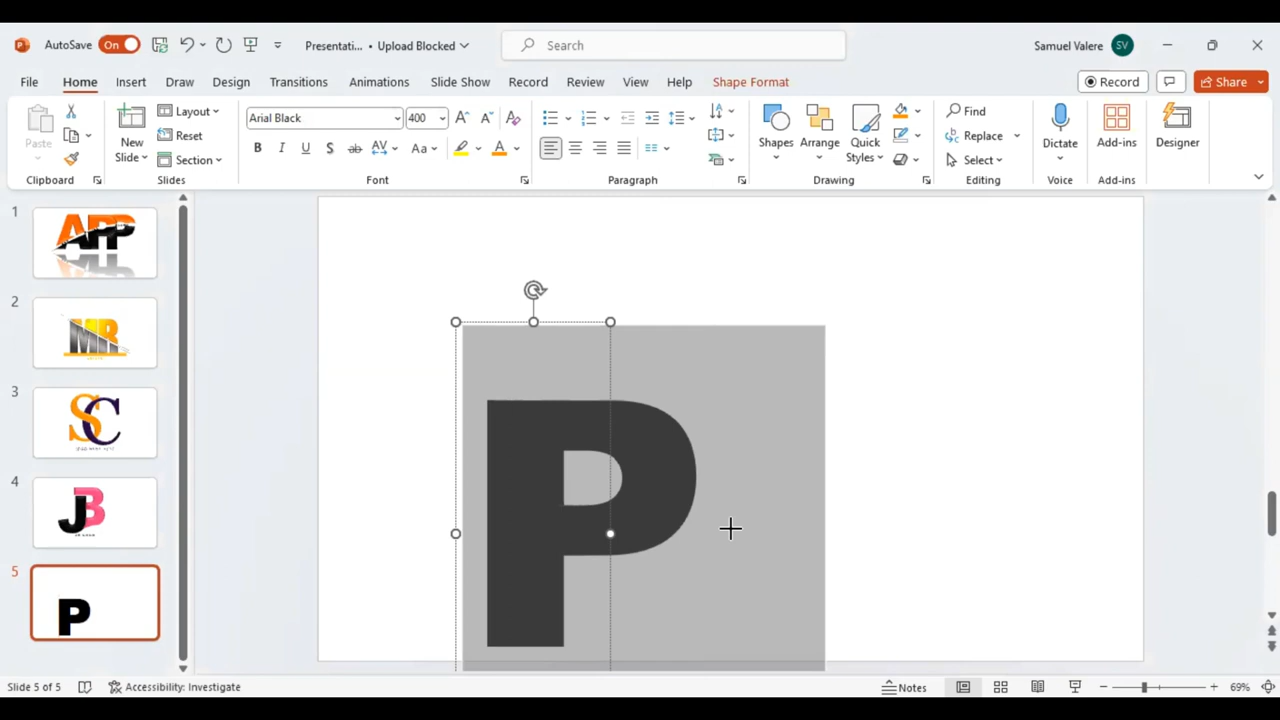 AutoSave On Presentati... • Upload Blocked Search Samuel Valere SV
File Home Insert Draw Design Transitions Animations Slide Show Record Review View Help Shape Format Record Share
Paste New Slide Layout Reset Section Arial Black 400 Shapes Arrange Quick Styles Find Replace Select Dictate Add-ins Designer
B I U S ab AV Aa A
Clipboard Slides Font Paragraph Drawing Editing Voice Add-ins
1 APP
2 MR
3 SC
4 JB
5 P
P
Slide 5 of 5 Accessibility: Investigate Notes 69%